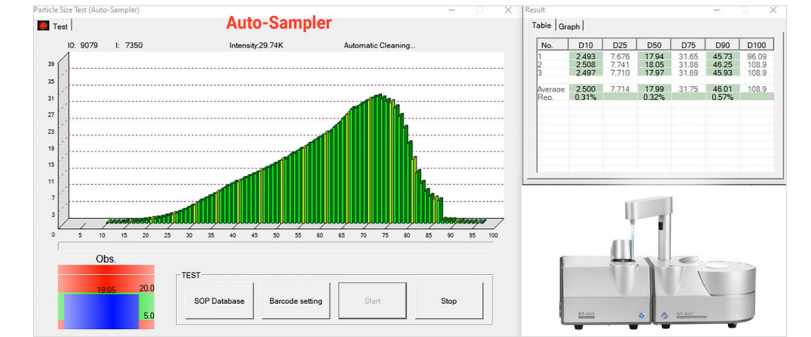 Particle Size Test (Auto-Sampler)
Test
Auto-Sampler
I0: 9079 I: 7350 Intensity:29.74K Automatic Cleaning...
39
35
31
27
23
19
15
11
7
3
0 5 10 15 20 25 30 35 40 45 50 55 60 65 70 75 80 85 90 95 100
Obs.
19.05
20.0
5.0
TEST
SOP Database Barcode setting Start Stop
Result
Table Graph
No. D10 D25 D50 D75 D90 D100
1 2.493 7.676 17.94 31.65 45.73 96.09
2 2.508 7.741 18.05 31.86 46.25 108.9
3 2.497 7.710 17.97 31.69 45.93 108.9
Average 2.500 7.714 17.99 31.75 46.01 108.9
Rep. 0.31% 0.32% 0.57%